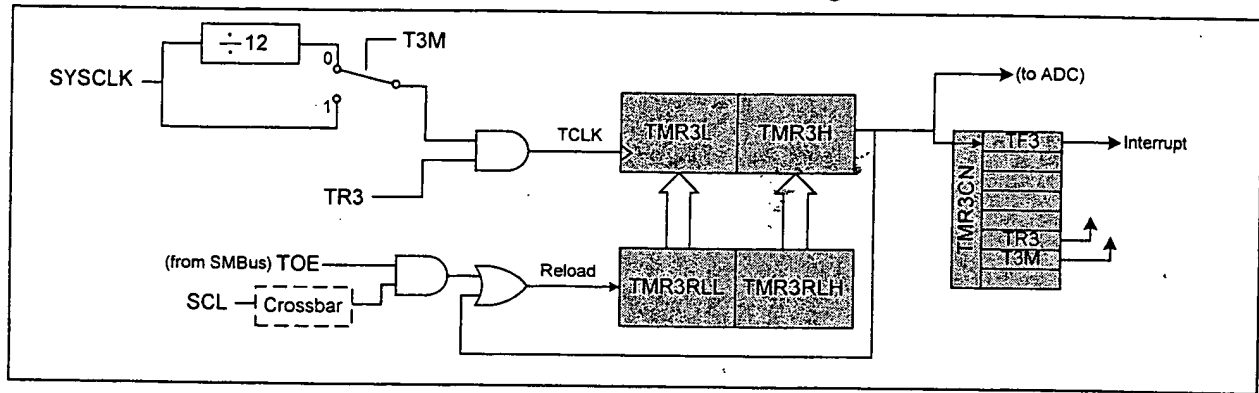 ÷12
T3M
0
SYSCLK
1
(to ADC)
TMR3L TMR3H
TCLK
TR3
TMR3CN
TF3
Interrupt
TR3
T3M
(from SMBus) TOE
SCL
Crossbar
Reload
TMR3RLL TMR3RLH